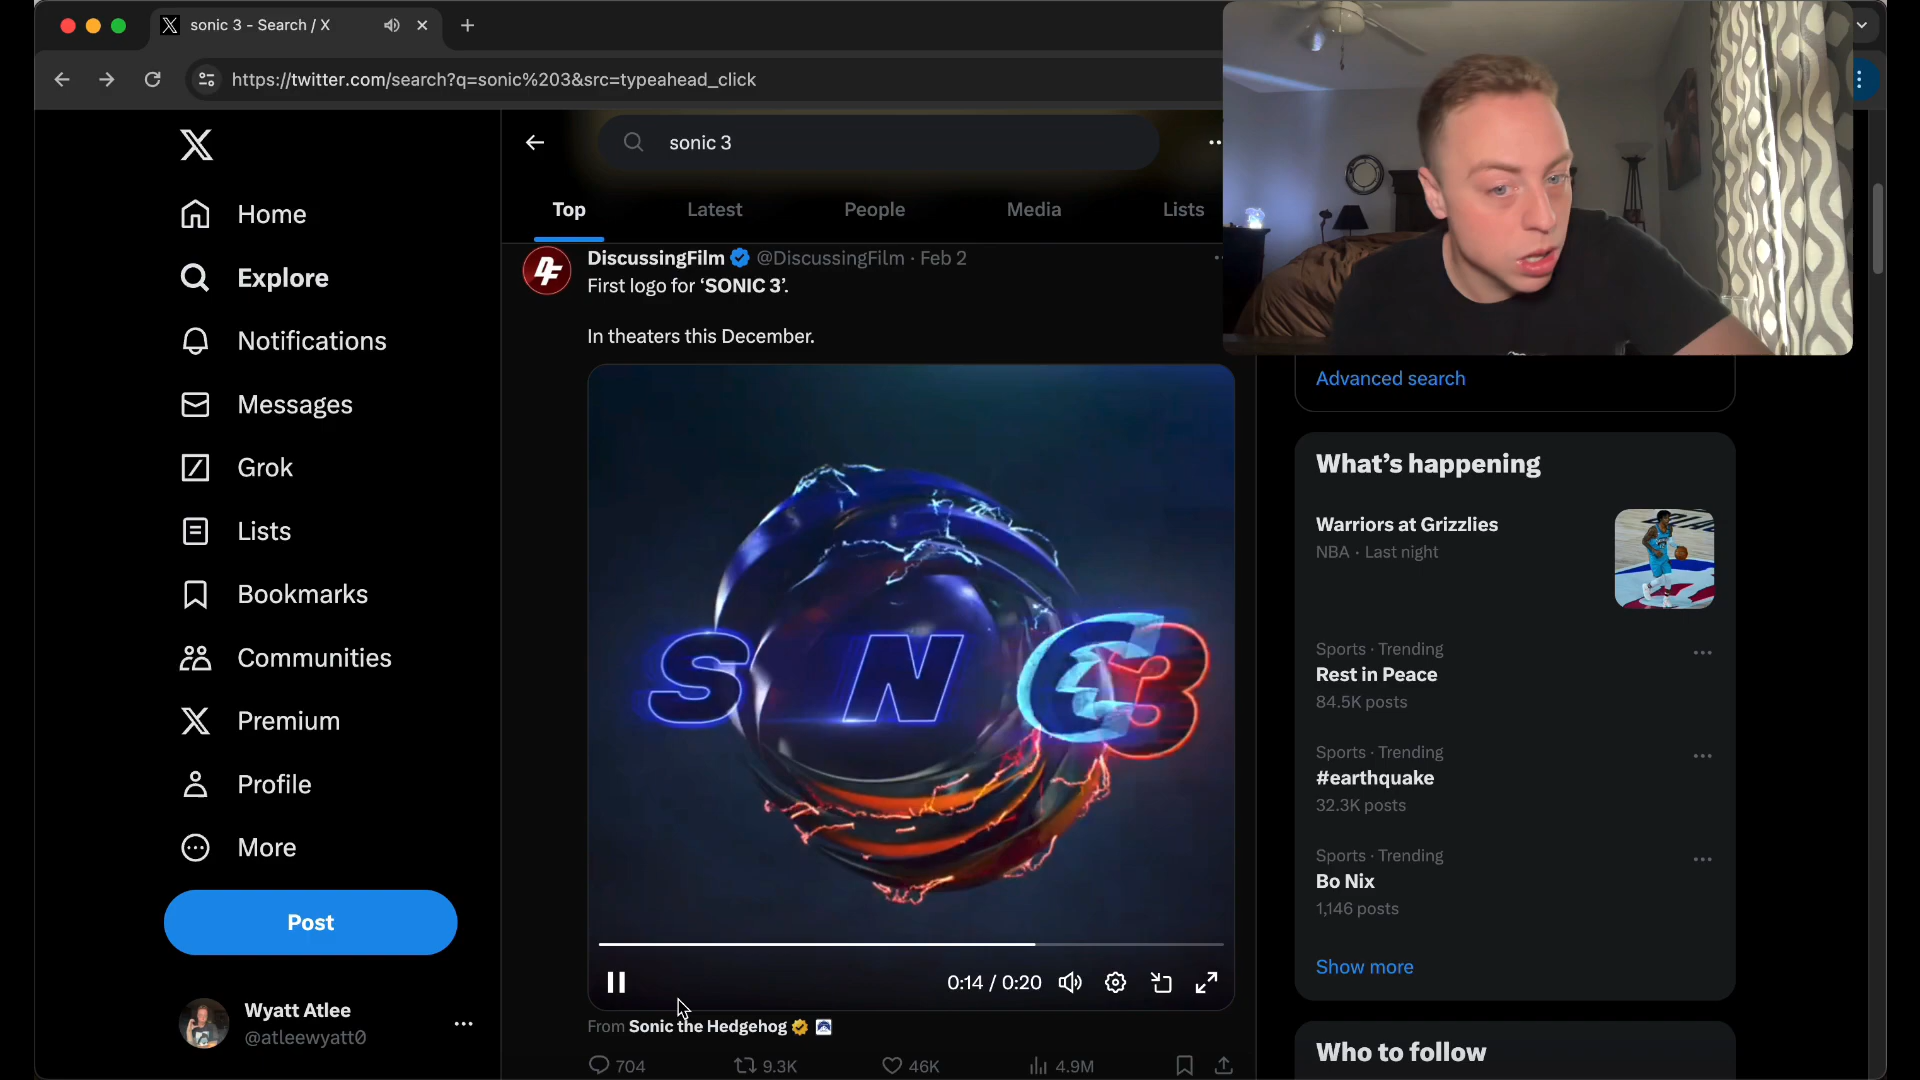 sonic 3 - Search / X
https://twitter.com/search?q=sonic%203&src=typeahead_click
sonic 3
Top
Latest
People
Media
Lists
Home
Explore
Notifications
Messages
Grok
Lists
Bookmarks
Communities
Premium
Profile
More
Post
Wyatt Atlee
@atleewyatt0
DiscussingFilm @DiscussingFilm · Feb 2
First logo for ‘SONIC 3’.
In theaters this December.
S N C 3
0:14 / 0:20
From Sonic the Hedgehog
704
9.3K
46K
4.9M
Advanced search
What’s happening
Warriors at Grizzlies
NBA · Last night
Sports · Trending
Rest in Peace
84.5K posts
Sports · Trending
#earthquake
32.3K posts
Sports · Trending
Bo Nix
1,146 posts
Show more
Who to follow